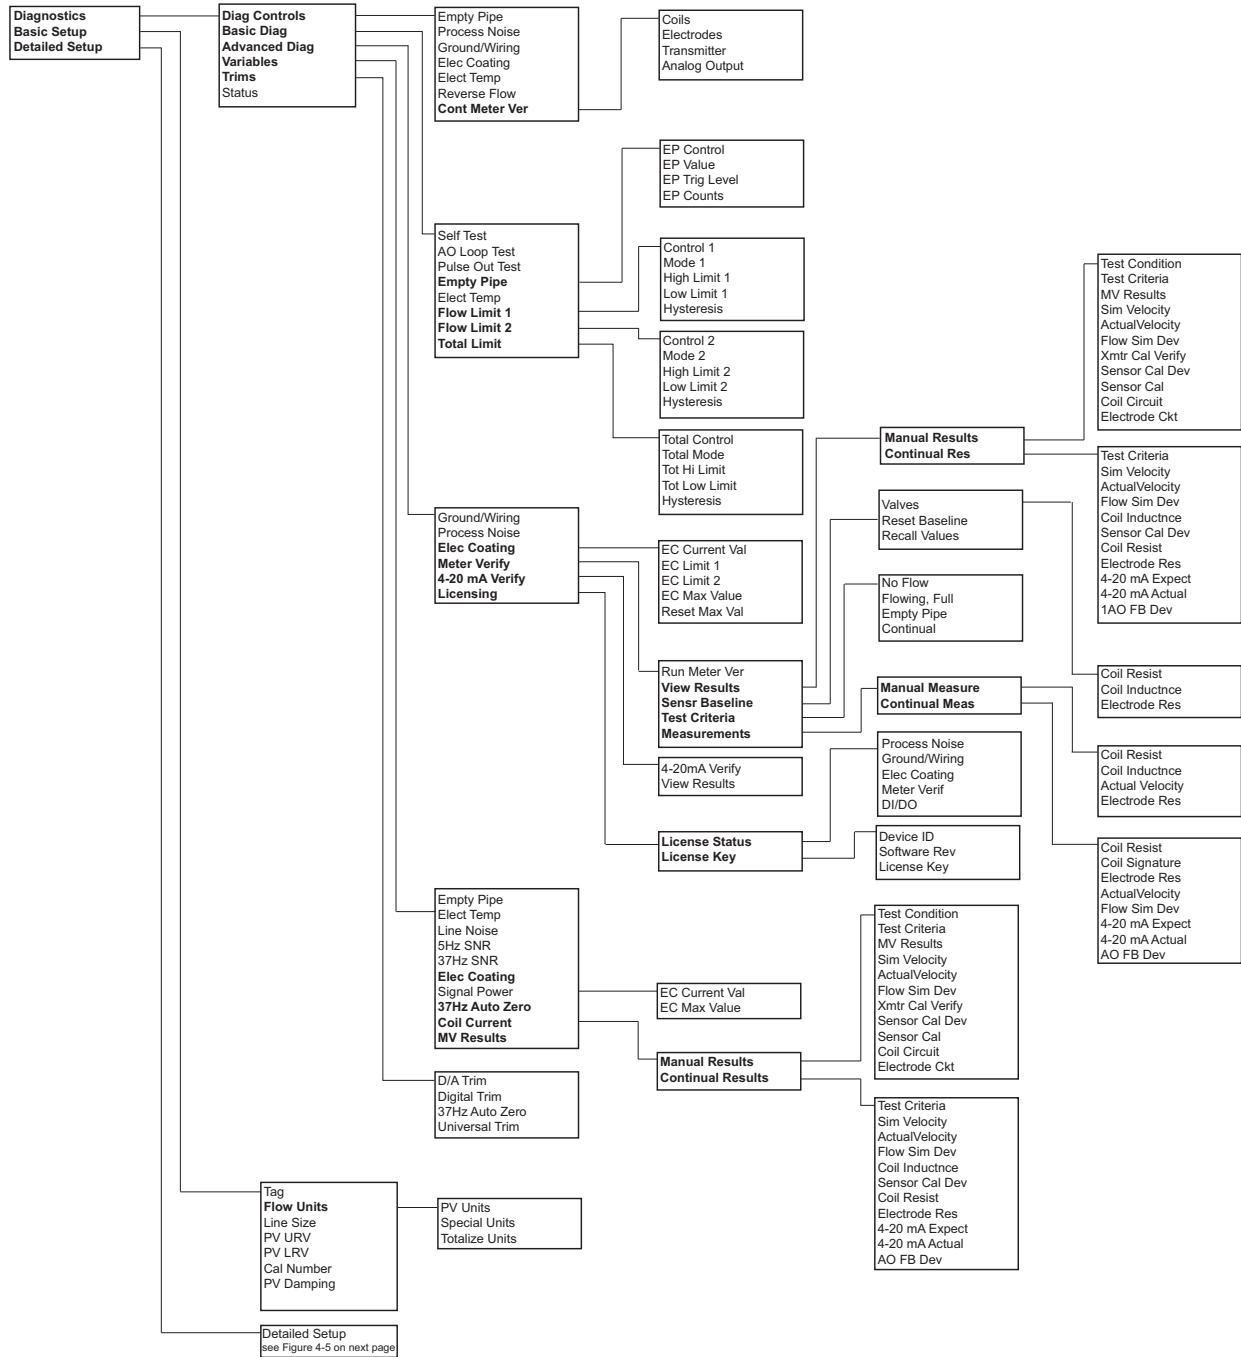 Diagnostics
Basic Setup
Detailed Setup
Diag Controls
Basic Diag
Advanced Diag
Variables
Trims
Status
Empty Pipe
Process Noise
Ground/Wiring
Elec Coating
Elect Temp
Reverse Flow
Cont Meter Ver
Coils
Electrodes
Transmitter
Analog Output
Self Test
AO Loop Test
Pulse Out Test
Empty Pipe
Elect Temp
Flow Limit 1
Flow Limit 2
Total Limit
EP Control
EP Value
EP Trig Level
EP Counts
Control 1
Mode 1
High Limit 1
Low Limit 1
Hysteresis
Control 2
Mode 2
High Limit 2
Low Limit 2
Hysteresis
Total Control
Total Mode
Tot Hi Limit
Tot Low Limit
Hysteresis
Ground/Wiring
Process Noise
Elec Coating
Meter Verify
4-20 mA Verify
Licensing
EC Current Val
EC Limit 1
EC Limit 2
EC Max Value
Reset Max Val
Run Meter Ver
View Results
Sensr Baseline
Test Criteria
Measurements
4-20mA Verify
View Results
License Status
License Key
Manual Results
Continual Res
Valves
Reset Baseline
Recall Values
No Flow
Flowing, Full
Empty Pipe
Continual
Manual Measure
Continual Meas
Process Noise
Ground/Wiring
Elec Coating
Meter Verif
DI/DO
Device ID
Software Rev
License Key
Test Condition
Test Criteria
MV Results
Sim Velocity
ActualVelocity
Flow Sim Dev
Xmtr Cal Verify
Sensor Cal Dev
Sensor Cal
Coil Circuit
Electrode Ckt
Test Criteria
Sim Velocity
ActualVelocity
Flow Sim Dev
Coil Inductnce
Sensor Cal Dev
Coil Resist
Electrode Res
4-20 mA Expect
4-20 mA Actual
1AO FB Dev
Coil Resist
Coil Inductnce
Electrode Res
Coil Resist
Coil Inductnce
Actual Velocity
Electrode Res
Coil Resist
Coil Signature
Electrode Res
ActualVelocity
Flow Sim Dev
4-20 mA Expect
4-20 mA Actual
AO FB Dev
Empty Pipe
Elect Temp
Line Noise
5Hz SNR
37Hz SNR
Elec Coating
Signal Power
37Hz Auto Zero
Coil Current
MV Results
EC Current Val
EC Max Value
Manual Results
Continual Results
Test Condition
Test Criteria
MV Results
Sim Velocity
ActualVelocity
Flow Sim Dev
Xmtr Cal Verify
Sensor Cal Dev
Sensor Cal
Coil Circuit
Electrode Ckt
Test Criteria
Sim Velocity
ActualVelocity
Flow Sim Dev
Coil Inductnce
Sensor Cal Dev
Coil Resist
Electrode Res
4-20 mA Expect
4-20 mA Actual
AO FB Dev
D/A Trim
Digital Trim
37Hz Auto Zero
Universal Trim
Tag
Flow Units
Line Size
PV URV
PV LRV
Cal Number
PV Damping
PV Units
Special Units
Totalize Units
Detailed Setup
see Figure 4-5 on next page